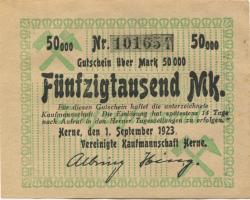 50000 Nr. 101654 50000
Gutschein über Mark 50000
Fünfzigtausend Mk.
Für diesen Gutschein haftet die unterzeichnete
Kaufmannschaft. Die Einlösung hat spätestens 14 Tage
nach Aufruf in den Herner Tageszeitungen zu erfolgen.
Herne, den 1. September 1923.
Vereinigte Kaufmannschaft Herne.